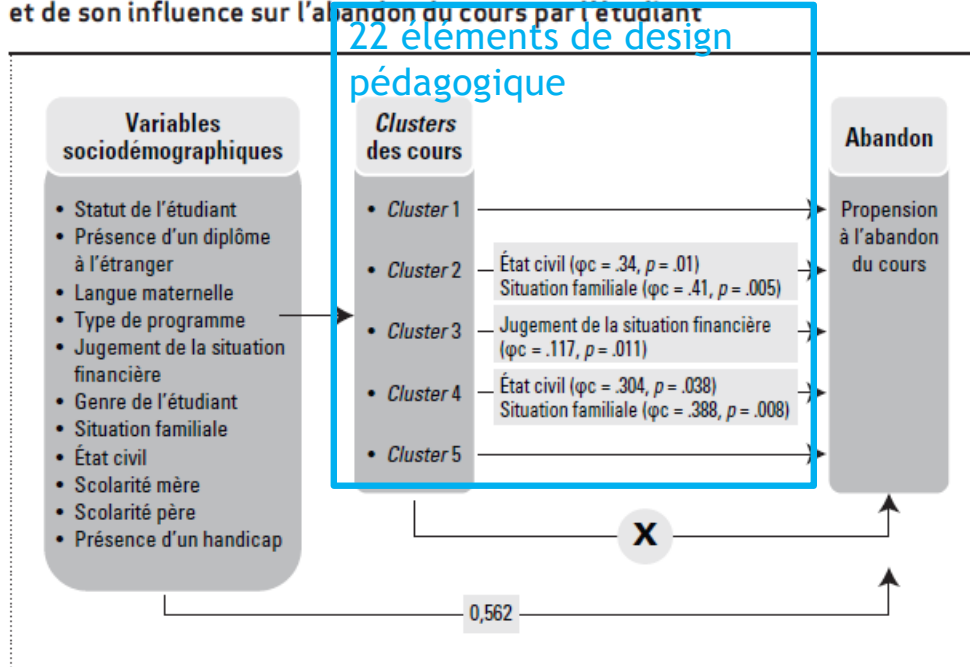 et de son influence sur l'abandon du cours par l'étudiant
22 éléments de design
pédagogique
Variables
sociodémographiques
• Statut de l'étudiant
• Présence d'un diplôme
à l'étranger
• Langue maternelle
• Type de programme
• Jugement de la situation
financière
• Genre de l'étudiant
• Situation familiale
• État civil
• Scolarité mère
• Scolarité père
• Présence d'un handicap
Clusters
des cours
• Cluster 1
• Cluster 2
• Cluster 3
• Cluster 4
• Cluster 5
État civil (φc = .34, p = .01)
Situation familiale (φc = .41, p = .005)
Jugement de la situation financière
(φc = .117, p = .011)
État civil (φc = .304, p = .038)
Situation familiale (φc = .388, p = .008)
Abandon
Propension
à l'abandon
du cours
X
0,562